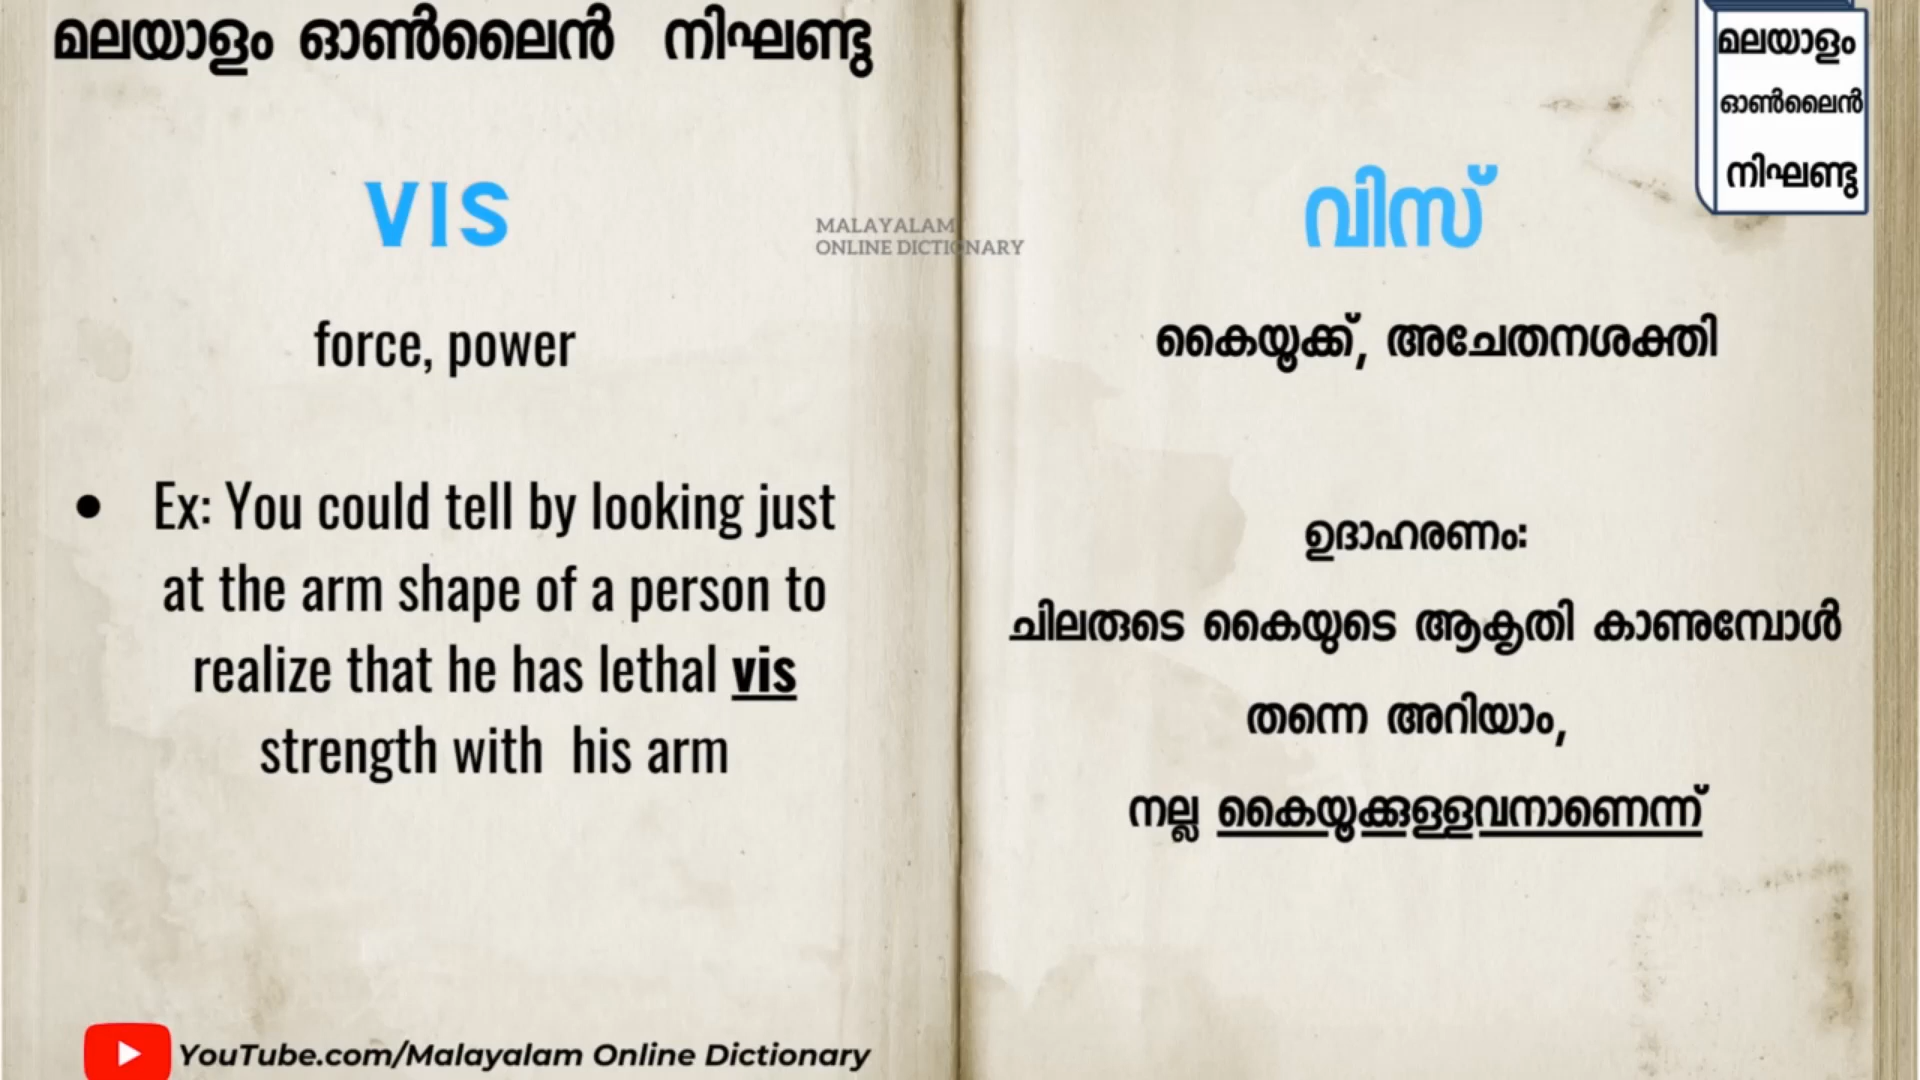 മലയാളം ഓൺലൈൻ നിഘണ്ടു
VIS
force, power
Ex: You could tell by looking just
at the arm shape of a person to
realize that he has lethal vis
strength with his arm
YouTube.com/Malayalam Online Dictionary
MALAYALAM
ONLINE DICTIONARY
മലയാളം
ഓൺലൈൻ
നിഘണ്ടു
വിസ്
കൈയൂക്ക്, അചേതനശക്തി
ഉദാഹരണം:
ചിലരുടെ കൈയുടെ ആകൃതി കാണുമ്പോൾ
തന്നെ അറിയാം,
നല്ല കൈയൂക്കുള്ളവനാണെന്ന്